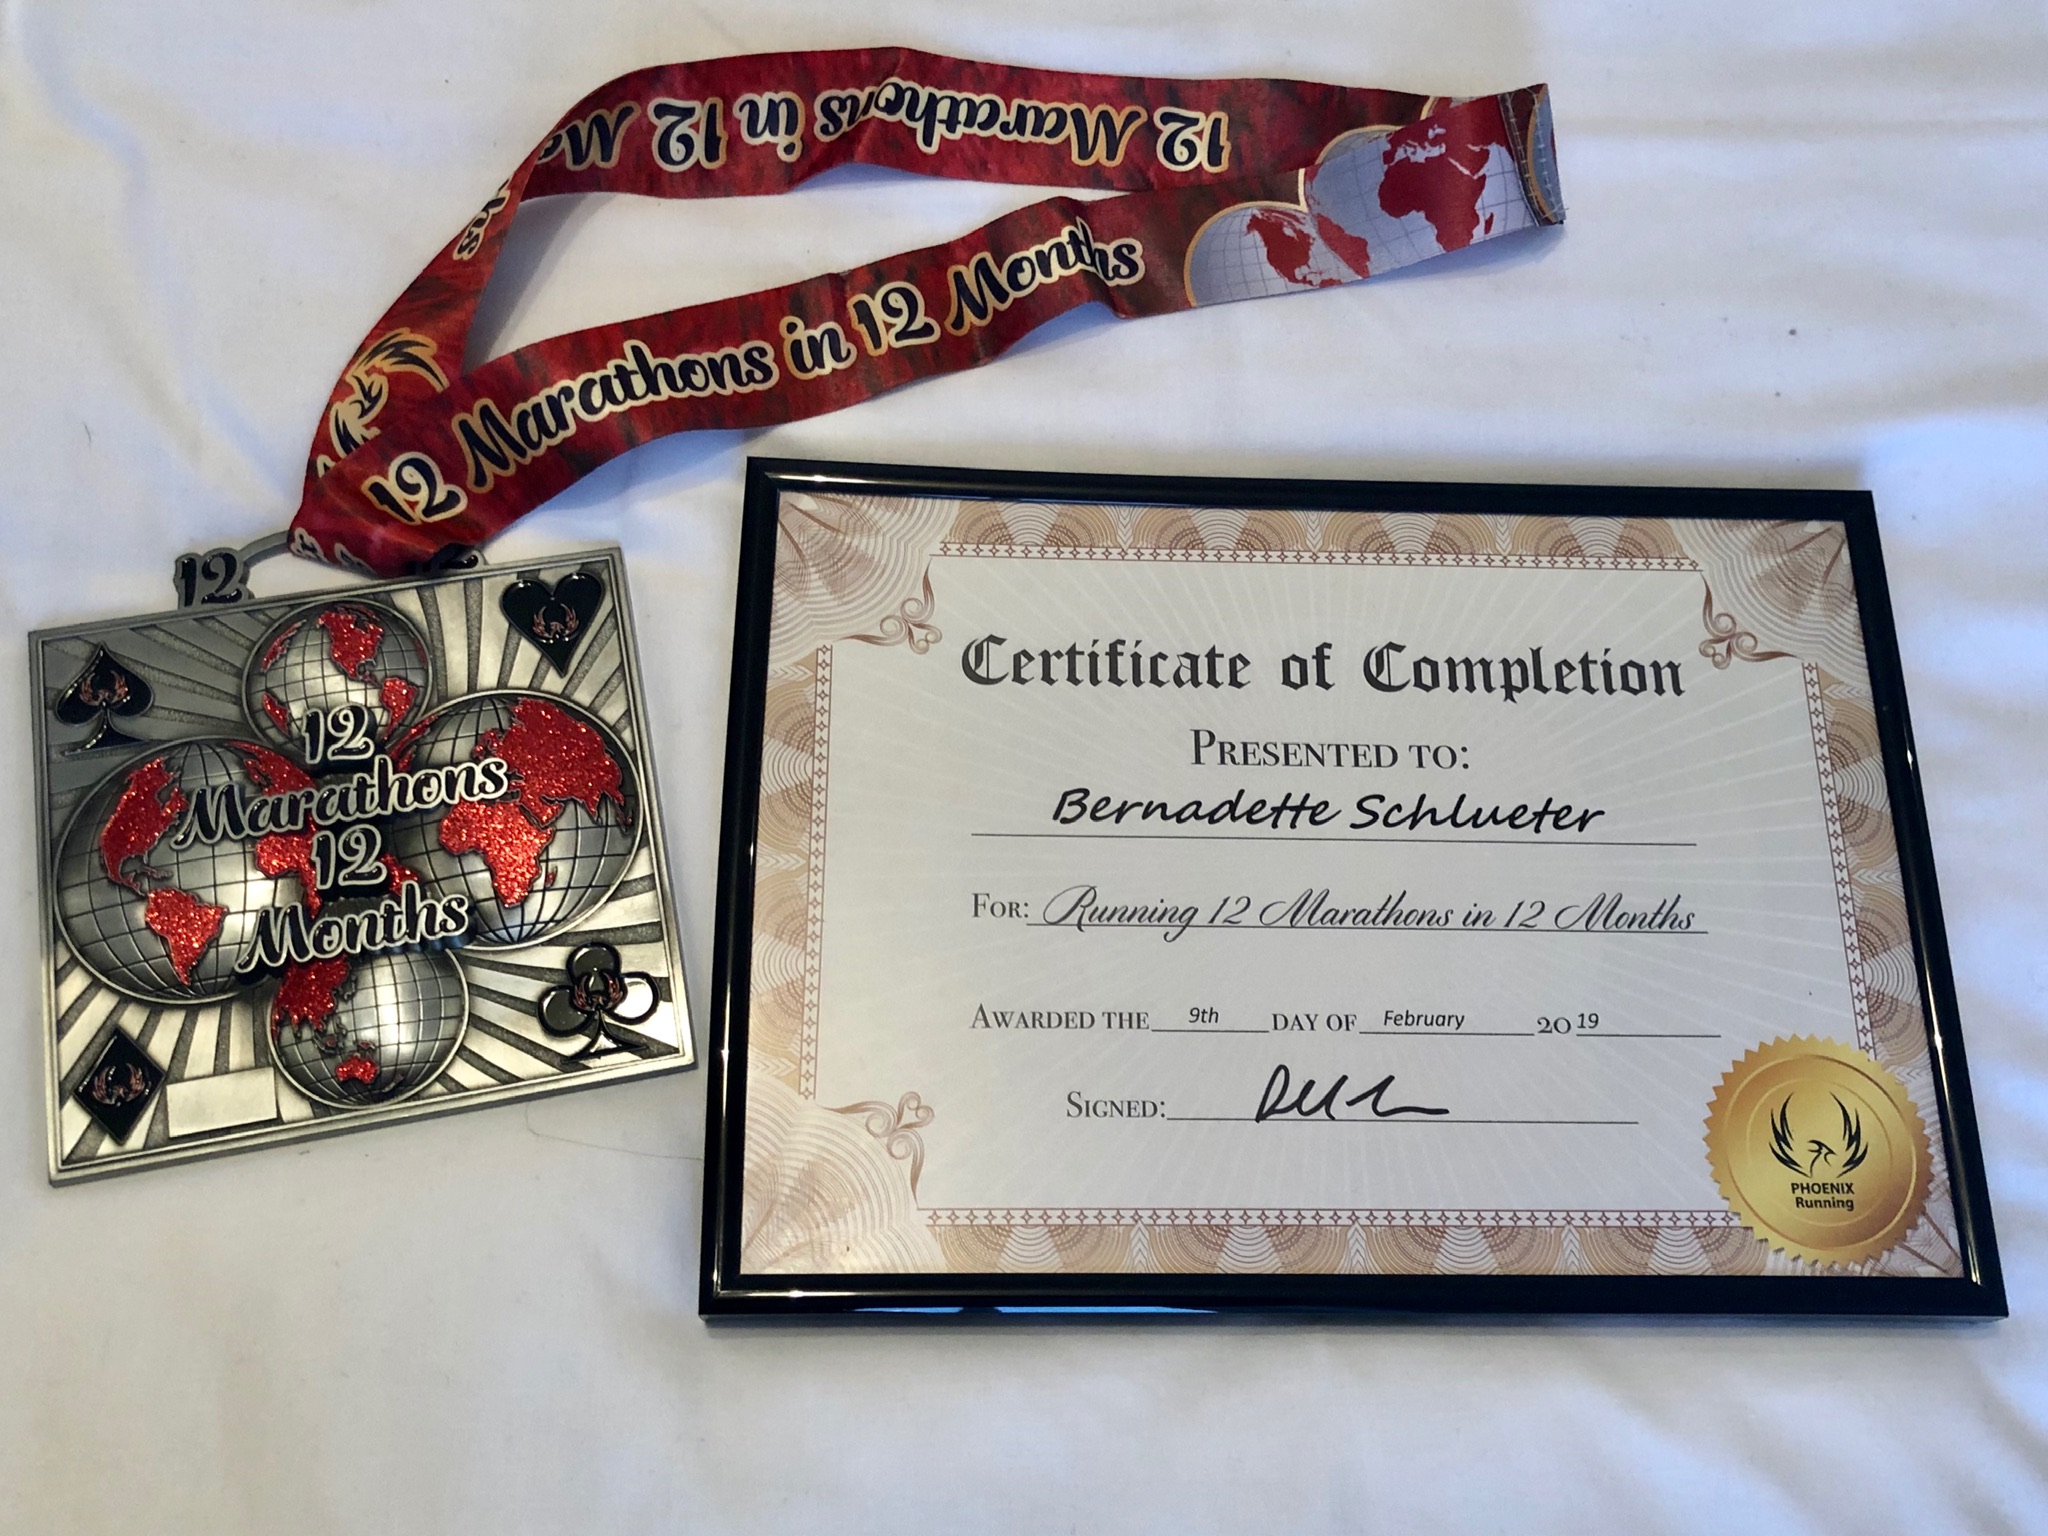 12 Marathons in 12 Mo
12 Marathons in 12 Months
12
12
Marathons
12
Months
Certificate of Completion
PRESENTED TO:
Bernadette Schlueter
FOR: Running 12 Marathons in 12 Months
AWARDED THE 9th DAY OF February 2019
SIGNED:
PHOENIX
Running